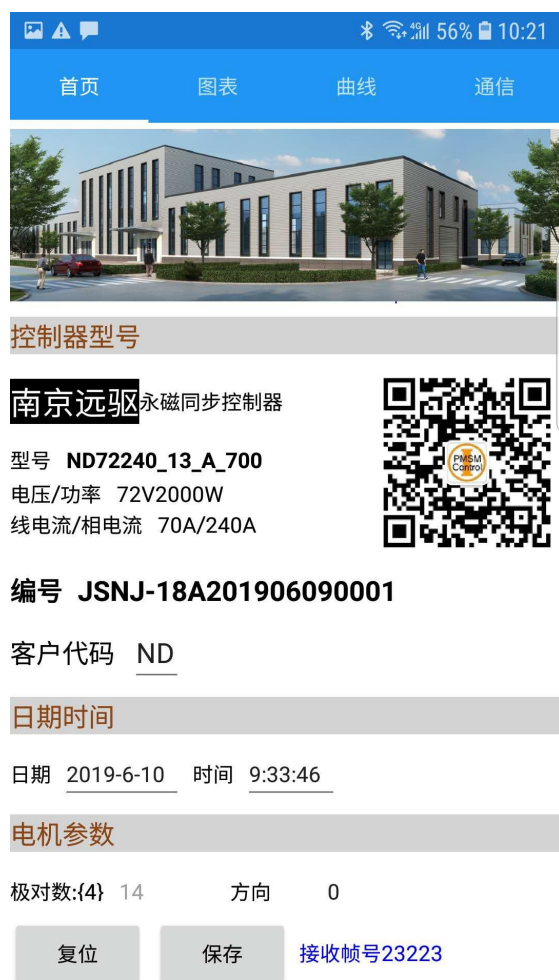 56% 10:21
首页 图表 曲线 通信
控制器型号
南京远驱永磁同步控制器
PMSM
Control
型号 ND72240_13_A_700
电压/功率 72V2000W
线电流/相电流 70A/240A
编号 JSNJ-18A201906090001
客户代码 ND
日期时间
日期 2019-6-10 时间 9:33:46
电机参数
极对数:{4} 14 方向 0
复位 保存 接收帧号23223